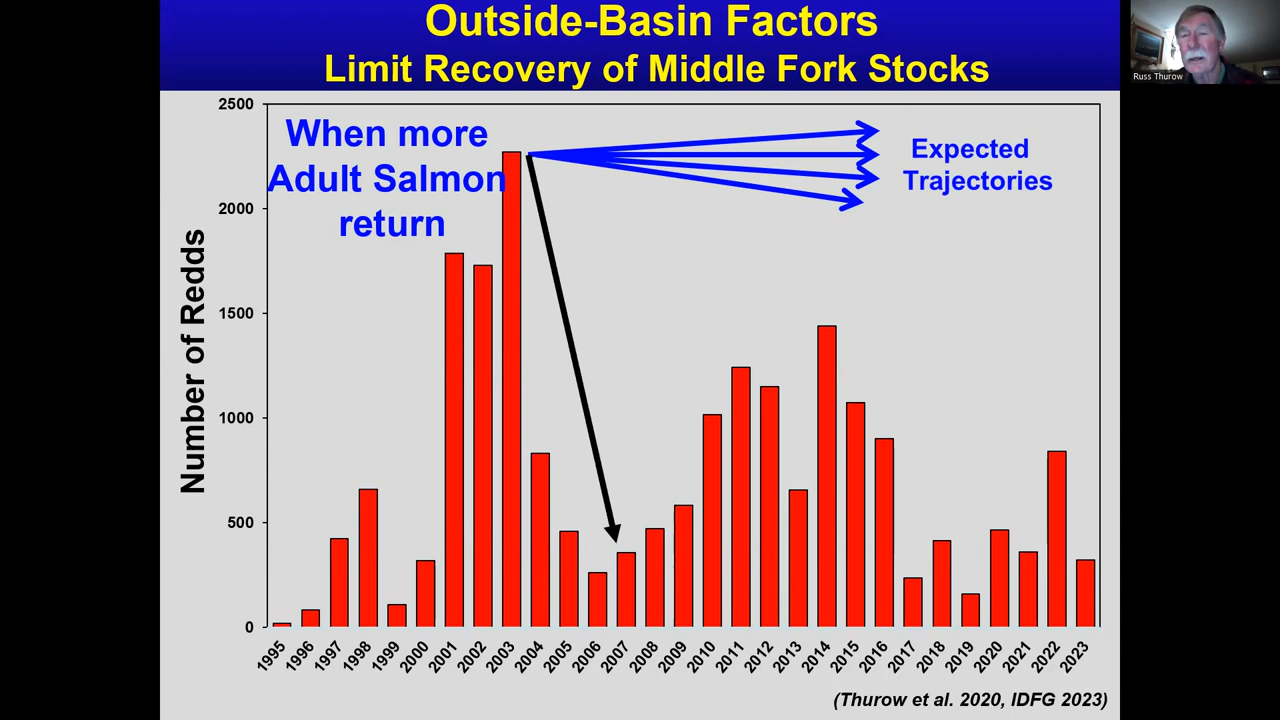 Outside-Basin Factors
Limit Recovery of Middle Fork Stocks
Russ Thurow
When more
Adult Salmon
return
Expected
Trajectories
Number of Redds
2500
2000
1500
1000
500
0
1995 1996 1997 1998 1999 2000 2001 2002 2003 2004 2005 2006 2007 2008 2009 2010 2011 2012 2013 2014 2015 2016 2017 2018 2019 2020 2021 2022 2023
(Thurow et al. 2020, IDFG 2023)